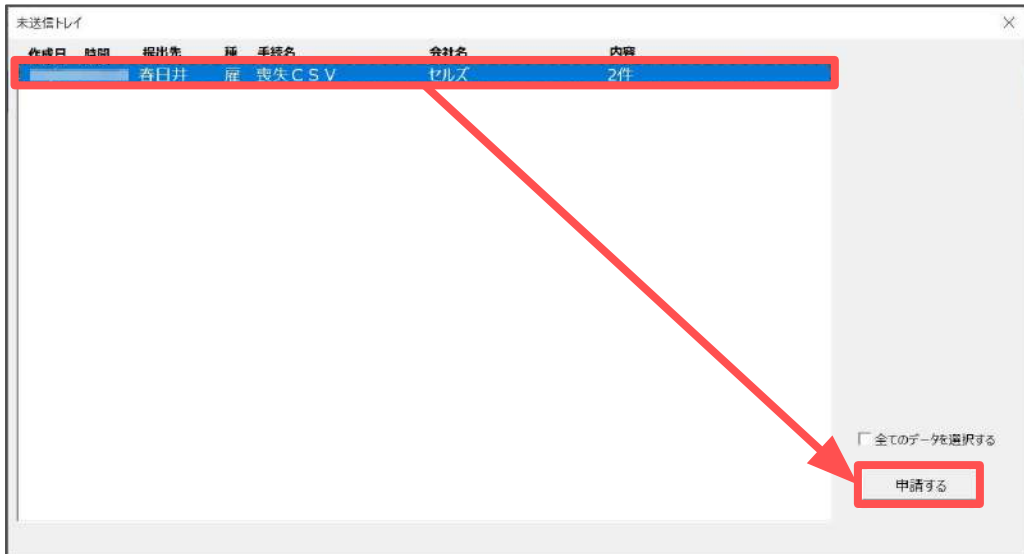 未送信トレイ
作成日 時間 提出先 種 手続名 会社名 内容
春日井 雇 喪失CSV セルズ 2件
全てのデータを選択する
申請する